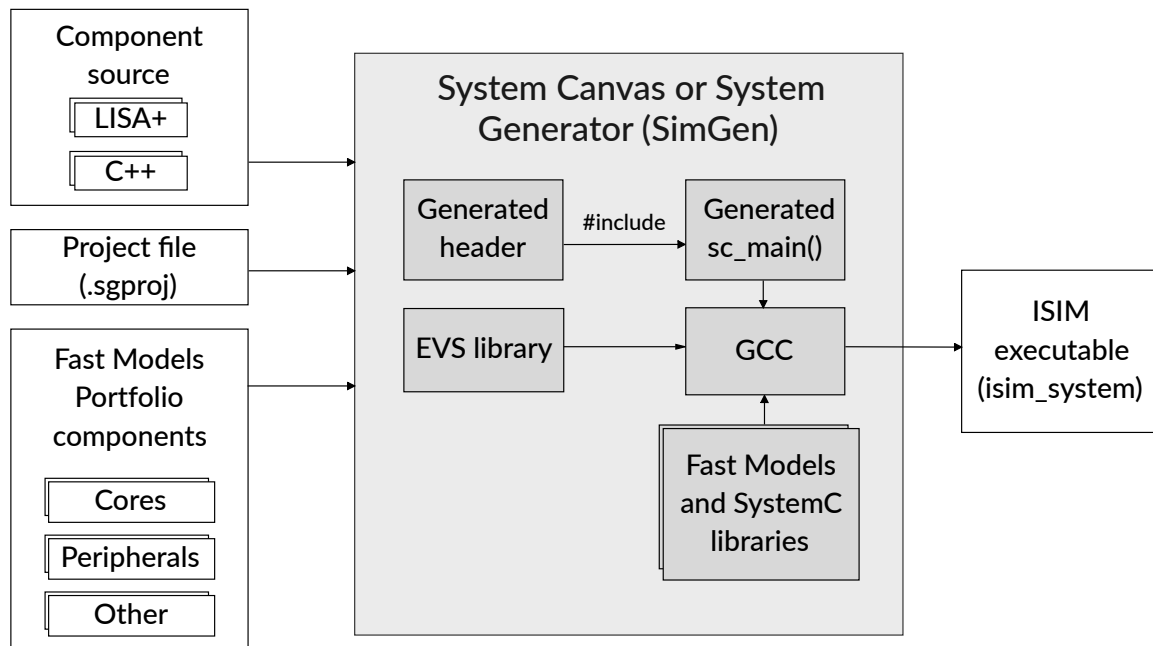 Component
source
LISA+
C++
Project file
(.sgproj)
Fast Models
Portfolio
components
Cores
Peripherals
Other
System Canvas or System
Generator (SimGen)
Generated
header
#include
Generated
sc_main()
EVS library
GCC
Fast Models
and SystemC
libraries
ISIM
executable
(isim_system)